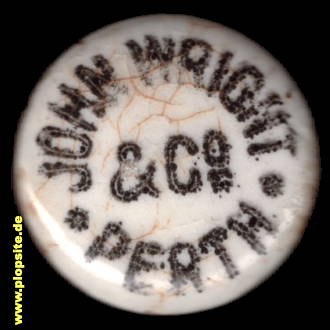 JOHN WRIGHT
& Co
• PERTH •
www.plopsite.de